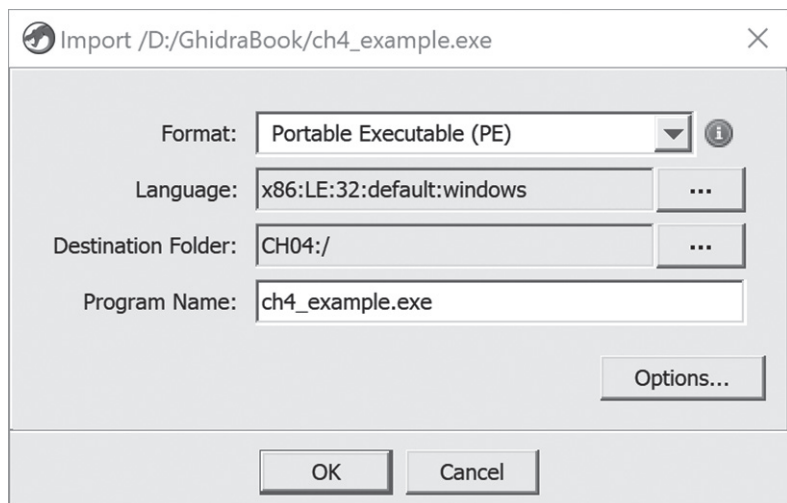 Import /D:/GhidraBook/ch4_example.exe
Format: Portable Executable (PE)
Language: x86:LE:32:default:windows ...
Destination Folder: CH04:/ ...
Program Name: ch4_example.exe
Options...
OK Cancel